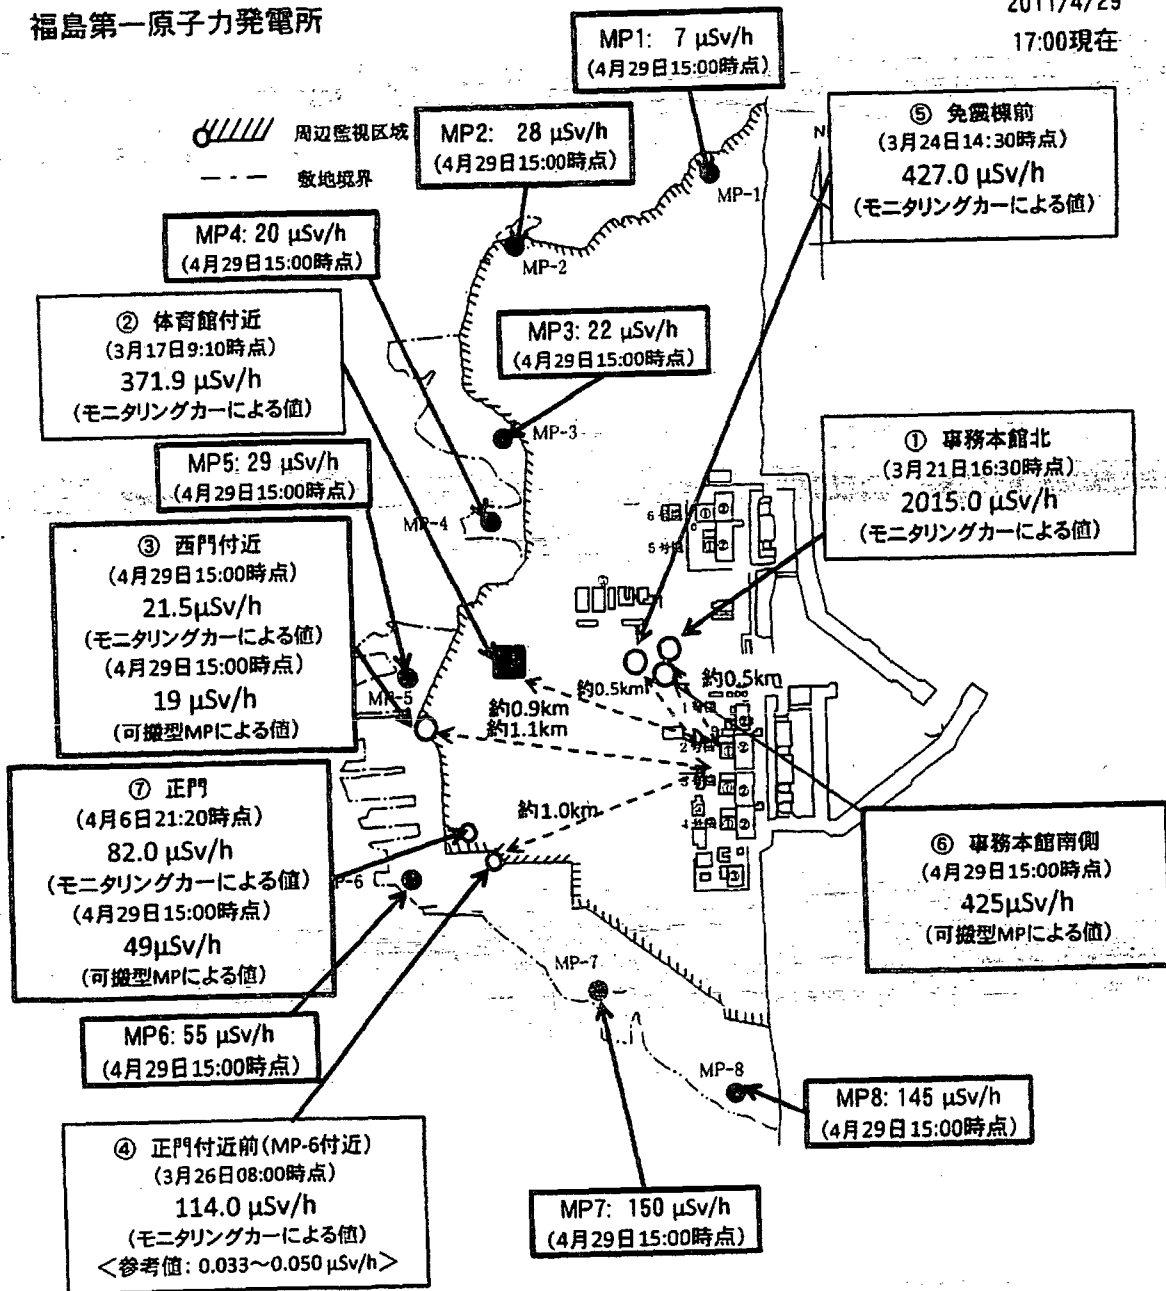 福島第一原子力発電所
2011/4/29
17:00現在
周辺監視区域
敷地境界
MP1: 7 μSv/h
(4月29日15:00時点)
MP2: 28 μSv/h
(4月29日15:00時点)
⑤ 免震棟前
(3月24日14:30時点)
427.0 μSv/h
(モニタリングカーによる値)
N
MP-1
MP4: 20 μSv/h
(4月29日15:00時点)
MP-2
② 体育館付近
(3月17日9:10時点)
371.9 μSv/h
(モニタリングカーによる値)
MP3: 22 μSv/h
(4月29日15:00時点)
MP-3
① 事務本館北
(3月21日16:30時点)
2015.0 μSv/h
(モニタリングカーによる値)
MP5: 29 μSv/h
(4月29日15:00時点)
MP-4
6号
5号
③ 西門付近
(4月29日15:00時点)
21.5μSv/h
(モニタリングカーによる値)
(4月29日15:00時点)
19 μSv/h
(可搬型MPによる値)
MP-5
約0.5km
約0.5km
約0.9km
約1.1km
1号
2号
3号
4号
約1.0km
⑦ 正門
(4月6日21:20時点)
82.0 μSv/h
(モニタリングカーによる値)
(4月29日15:00時点)
49μSv/h
(可搬型MPによる値)
P-6
⑥ 事務本館南側
(4月29日15:00時点)
425μSv/h
(可搬型MPによる値)
MP-7
MP6: 55 μSv/h
(4月29日15:00時点)
MP-8
MP8: 145 μSv/h
(4月29日15:00時点)
④ 正門付近前(MP-6付近)
(3月26日08:00時点)
114.0 μSv/h
(モニタリングカーによる値)
<参考値: 0.033～0.050 μSv/h>
MP7: 150 μSv/h
(4月29日15:00時点)